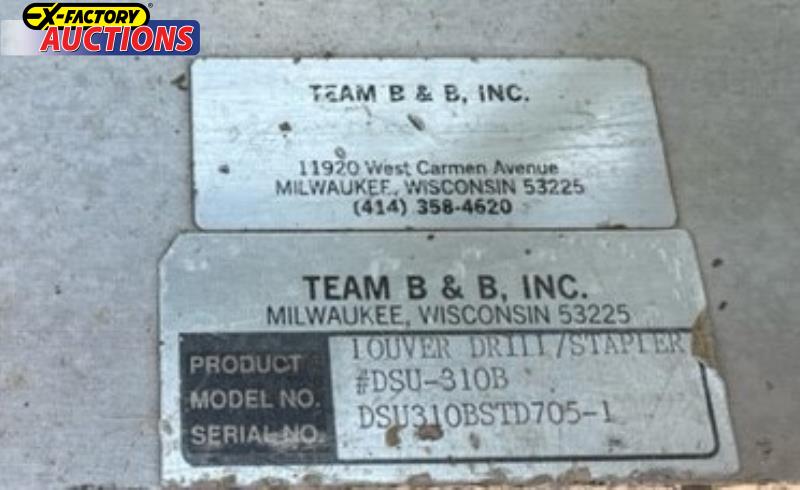 EX-FACTORY
AUCTIONS
TEAM B & B, INC.
11920 West Carmen Avenue
MILWAUKEE, WISCONSIN 53225
(414) 358-4620
TEAM B & B, INC.
MILWAUKEE, WISCONSIN 53225
PRODUCT LOUVER DRILL/STAPLER
MODEL NO. #DSU-310B
SERIAL NO. DSU310BSTD705-1